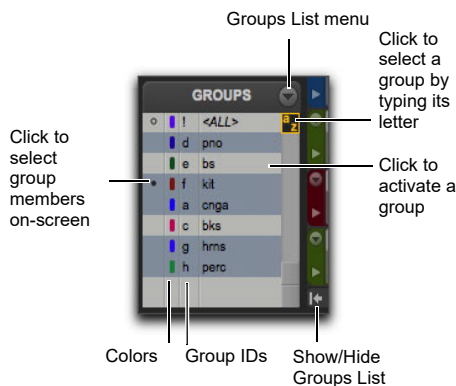 Groups List menu
Click to
select a
group by
typing its
letter
GROUPS
a
z
! <ALL>
d pno
e bs
f kit
a cnga
c bks
g hrns
h perc
Click to
select
group
members
on-screen
Click to
activate a
group
Colors
Group IDs
Show/Hide
Groups List